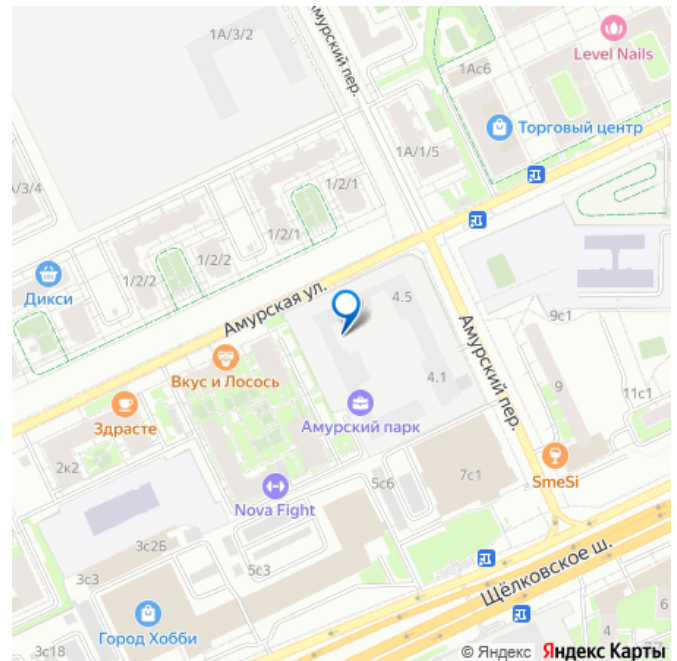 1А/3/2
Амурский пер.
Level Nails
1Ас6
Торговый центр
1А/1/5
1/2/1
1/2/1
1/2/2
1/2/2
Дикси
Амурская ул.
4.5
9с1
Амурский пер.
Вкус и Лосось
4.1
9
11с1
Здрасте
Амурский парк
2к2
7с1
SmeSi
5с6
Nova Fight
3с2Б
5с3
3с3
Щёлковское ш.
Город Хобби
6
4
3с18
© Яндекс Яндекс Карты